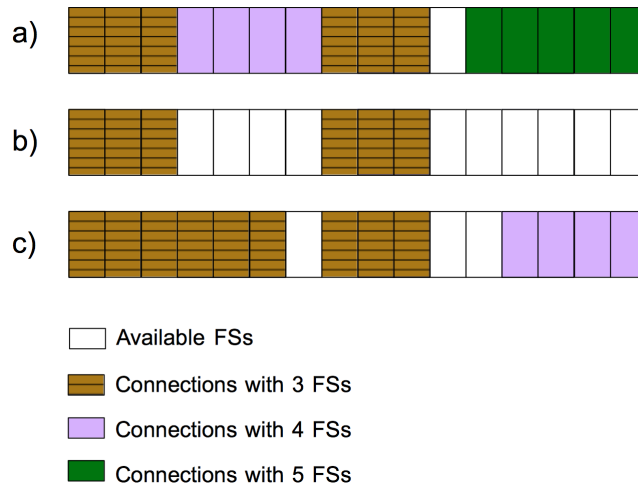 a)
b)
c)
Available FSs
Connections with 3 FSs
Connections with 4 FSs
Connections with 5 FSs